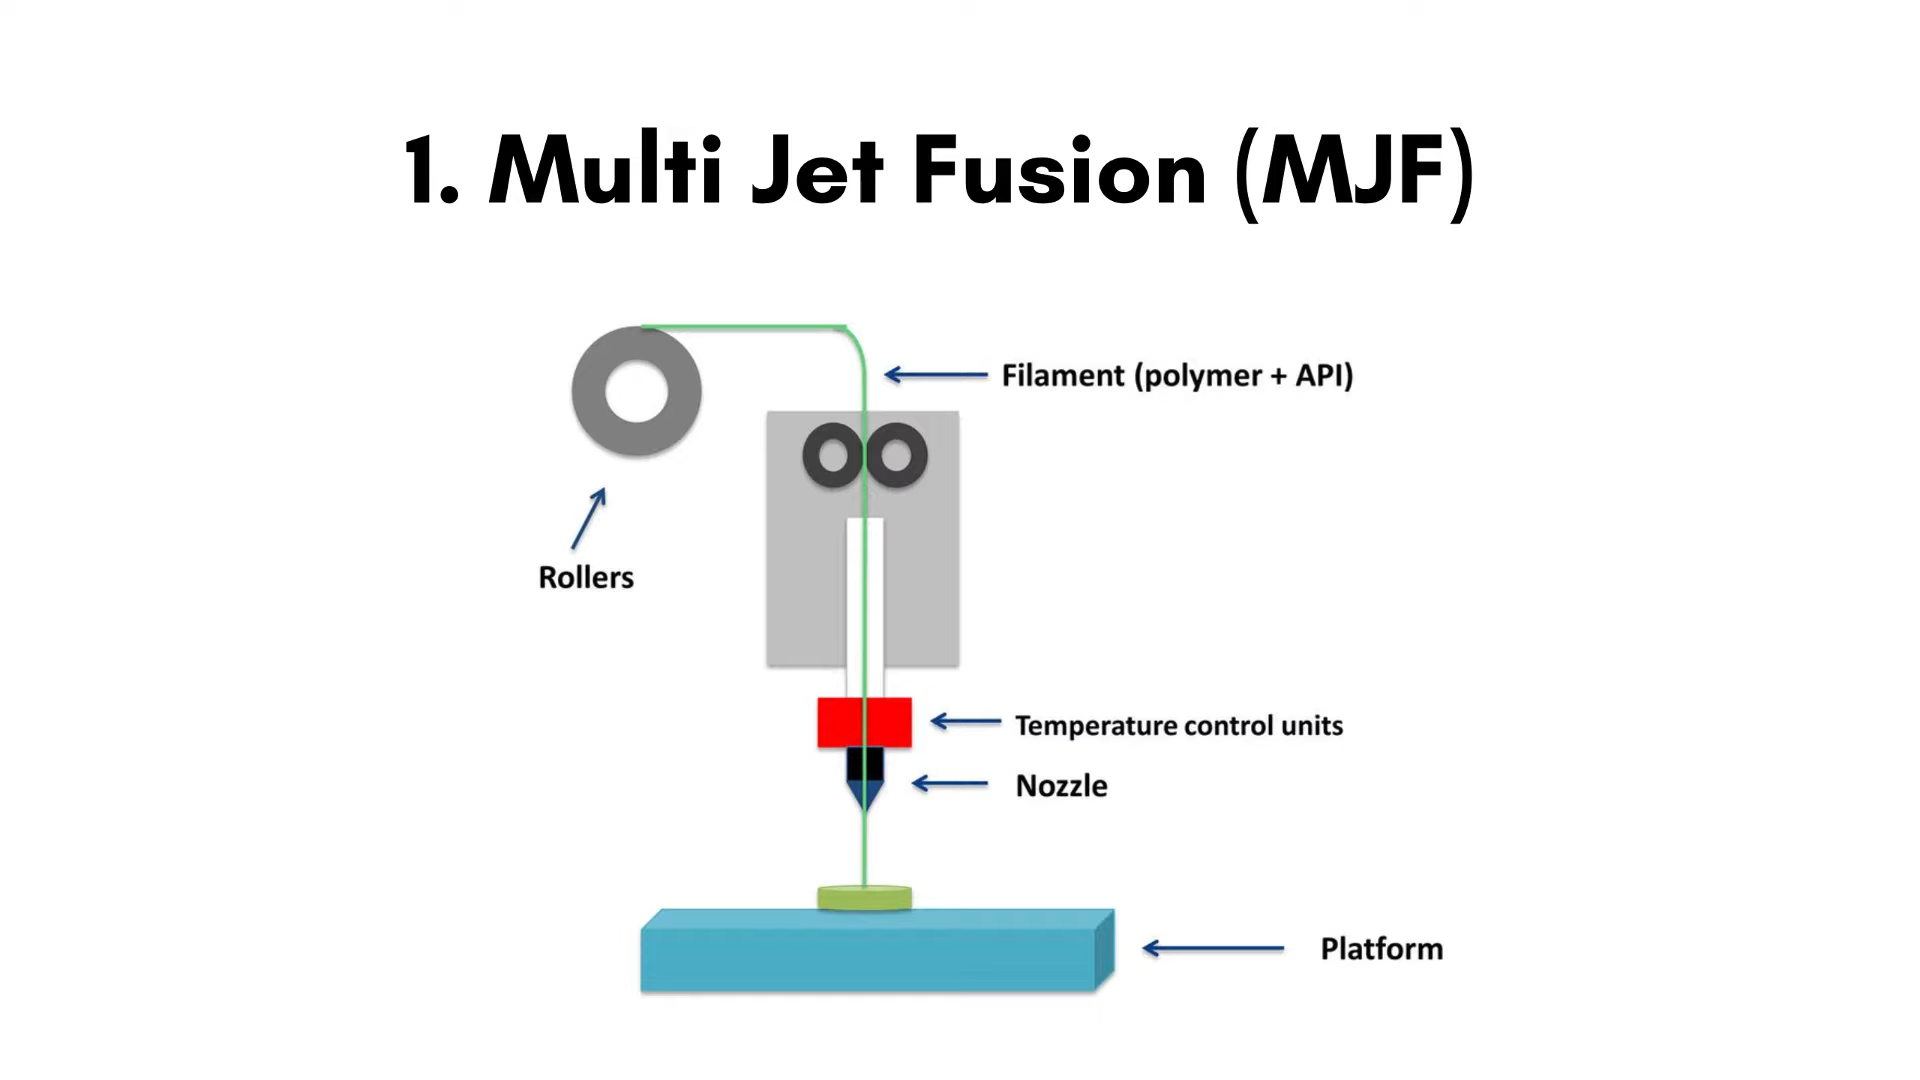 1. Multi Jet Fusion (MJF)
Filament (polymer + API)
Rollers
Temperature control units
Nozzle
Platform